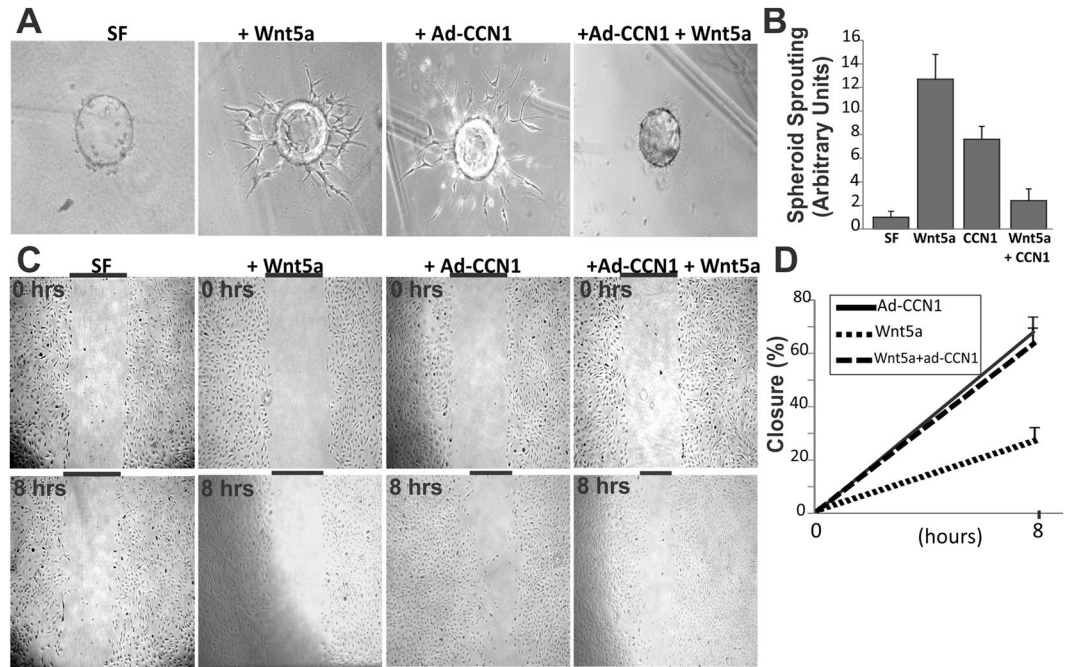 A
SF
+ Wnt5a
+ Ad-CCN1
+Ad-CCN1 + Wnt5a
B
Spheroid Sprouting
(Arbitrary Units)
16
14
12
10
8
6
4
2
0
SF
Wnt5a
CCN1
Wnt5a
+ CCN1
C
SF
+ Wnt5a
+ Ad-CCN1
+Ad-CCN1 + Wnt5a
0 hrs
0 hrs
0 hrs
0 hrs
8 hrs
8 hrs
8 hrs
8 hrs
D
Closure (%)
80
60
40
20
0
Ad-CCN1
Wnt5a
Wnt5a+ad-CCN1
0
(hours)
8